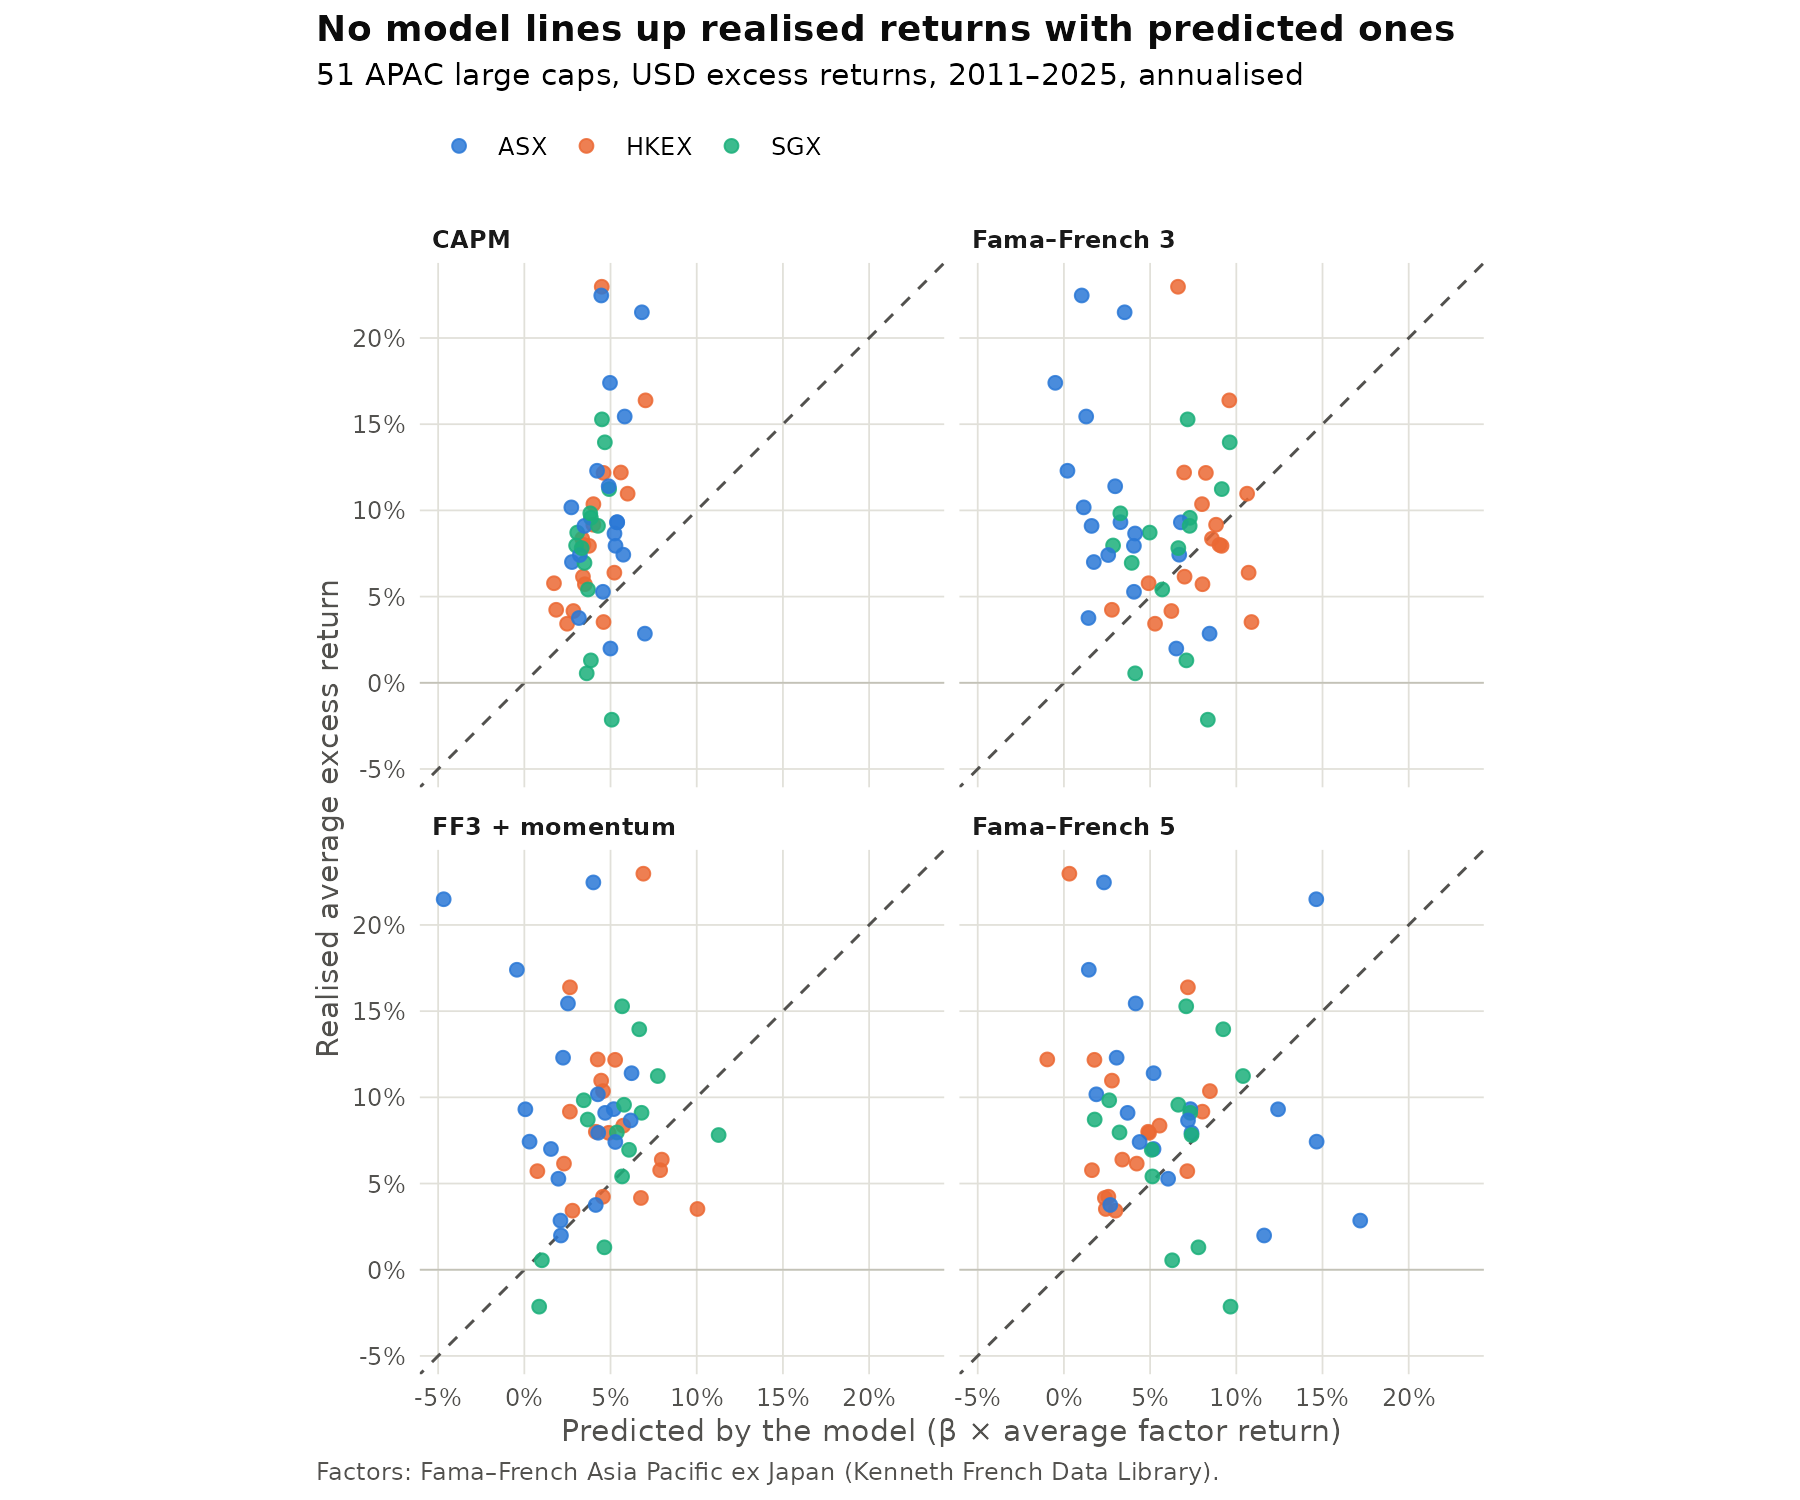 No model lines up realised returns with predicted ones
51 APAC large caps, USD excess returns, 2011–2025, annualised
ASX HKEX SGX
CAPM
Fama–French 3
20%
15%
10%
5%
0%
-5%
FF3 + momentum
Fama–French 5
20%
15%
10%
5%
0%
-5%
Realised average excess return
-5% 0% 5% 10% 15% 20%
-5% 0% 5% 10% 15% 20%
Predicted by the model (β × average factor return)
Factors: Fama–French Asia Pacific ex Japan (Kenneth French Data Library).